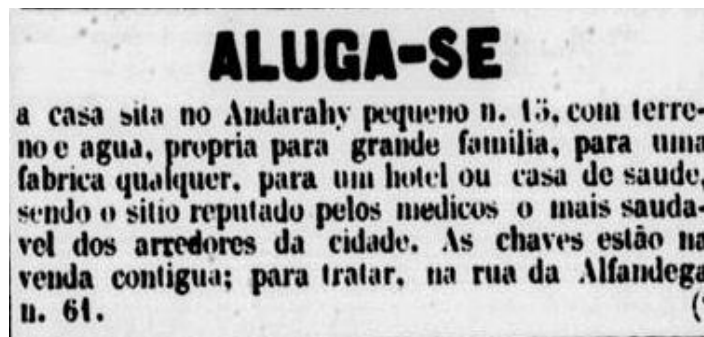 ALUGA-SE
a casa sita no Andarahy pequeno n. 15, com terre-
no e agua, propria para grande familia, para uma
fabrica qualquer, para um hotel ou casa de saude,
sendo o sitio reputado pelos medicos o mais sauda-
vel dos arredores da cidade. As chaves estão na
venda contigua; para tratar, na rua da Alfandega
n. 61. (